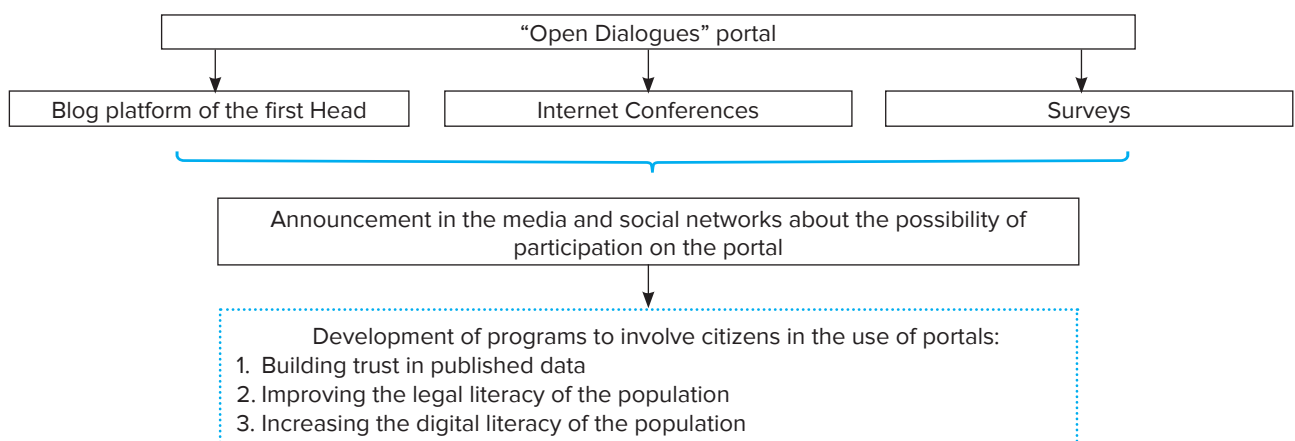 “Open Dialogues” portal
Blog platform of the first Head
Internet Conferences
Surveys
Announcement in the media and social networks about the possibility of
participation on the portal
Development of programs to involve citizens in the use of portals:
1. Building trust in published data
2. Improving the legal literacy of the population
3. Increasing the digital literacy of the population